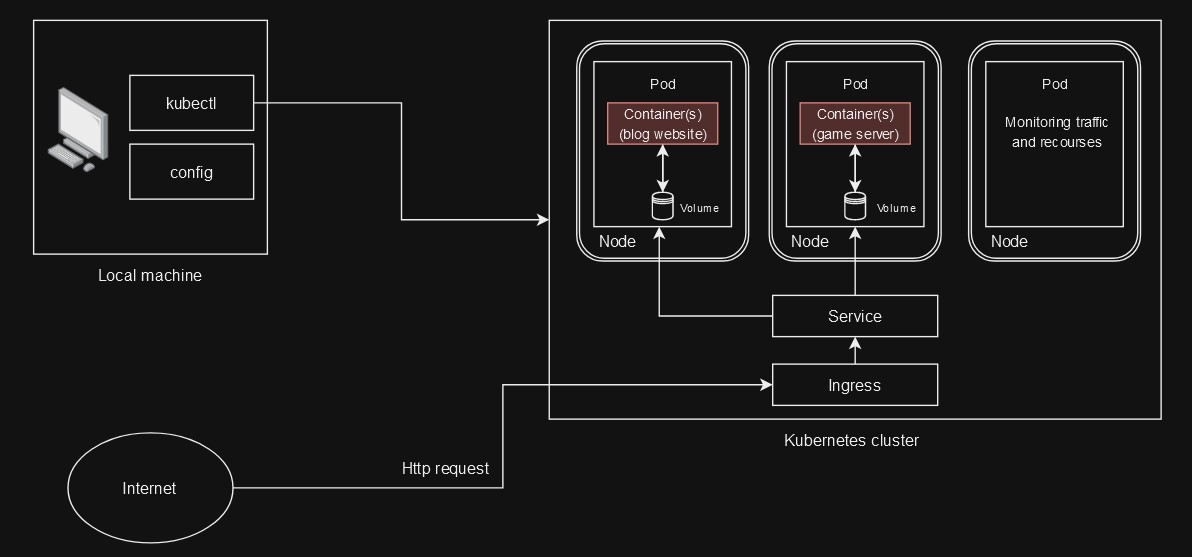 kubectl
config
Local machine
Pod
Container(s)
(blog website)
Volume
Node
Pod
Container(s)
(game server)
Volume
Node
Pod
Monitoring traffic
and recourses
Node
Service
Ingress
Kubernetes cluster
Http request
Internet